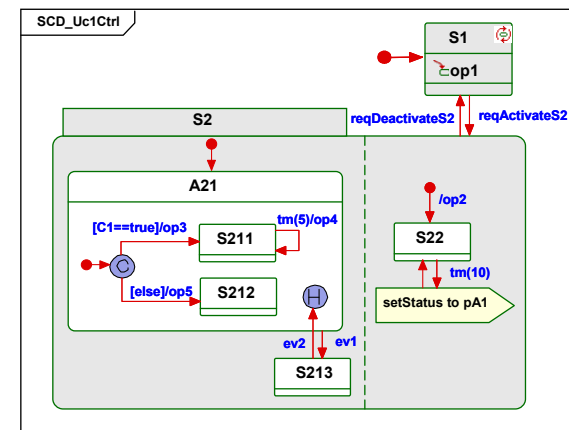 SCD_Uc1Ctrl
S1
op1
reqDeactivateS2
reqActivateS2
S2
A21
/op2
[C1==true]/op3
tm(5)/op4
S211
S22
C
tm(10)
[else]/op5
S212
H
setStatus to pA1
ev2
ev1
S213